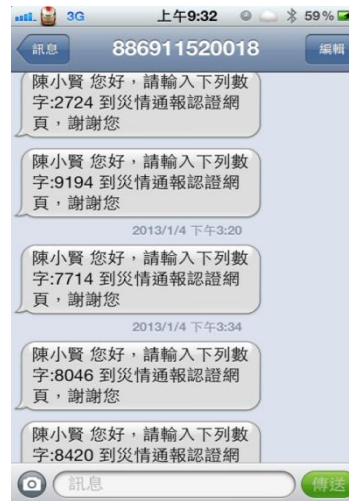 3G 上午9:32 59%
訊息 886911520018 編輯
陳小賢 您好，請輸入下列數
字:2724 到災情通報認證網
頁，謝謝您
陳小賢 您好，請輸入下列數
字:9194 到災情通報認證網
頁，謝謝您
2013/1/4 下午3:20
陳小賢 您好，請輸入下列數
字:7714 到災情通報認證網
頁，謝謝您
2013/1/4 下午3:34
陳小賢 您好，請輸入下列數
字:8046 到災情通報認證網
頁，謝謝您
陳小賢 您好，請輸入下列數
字:8420 到災情通報認證網
訊息 傳送